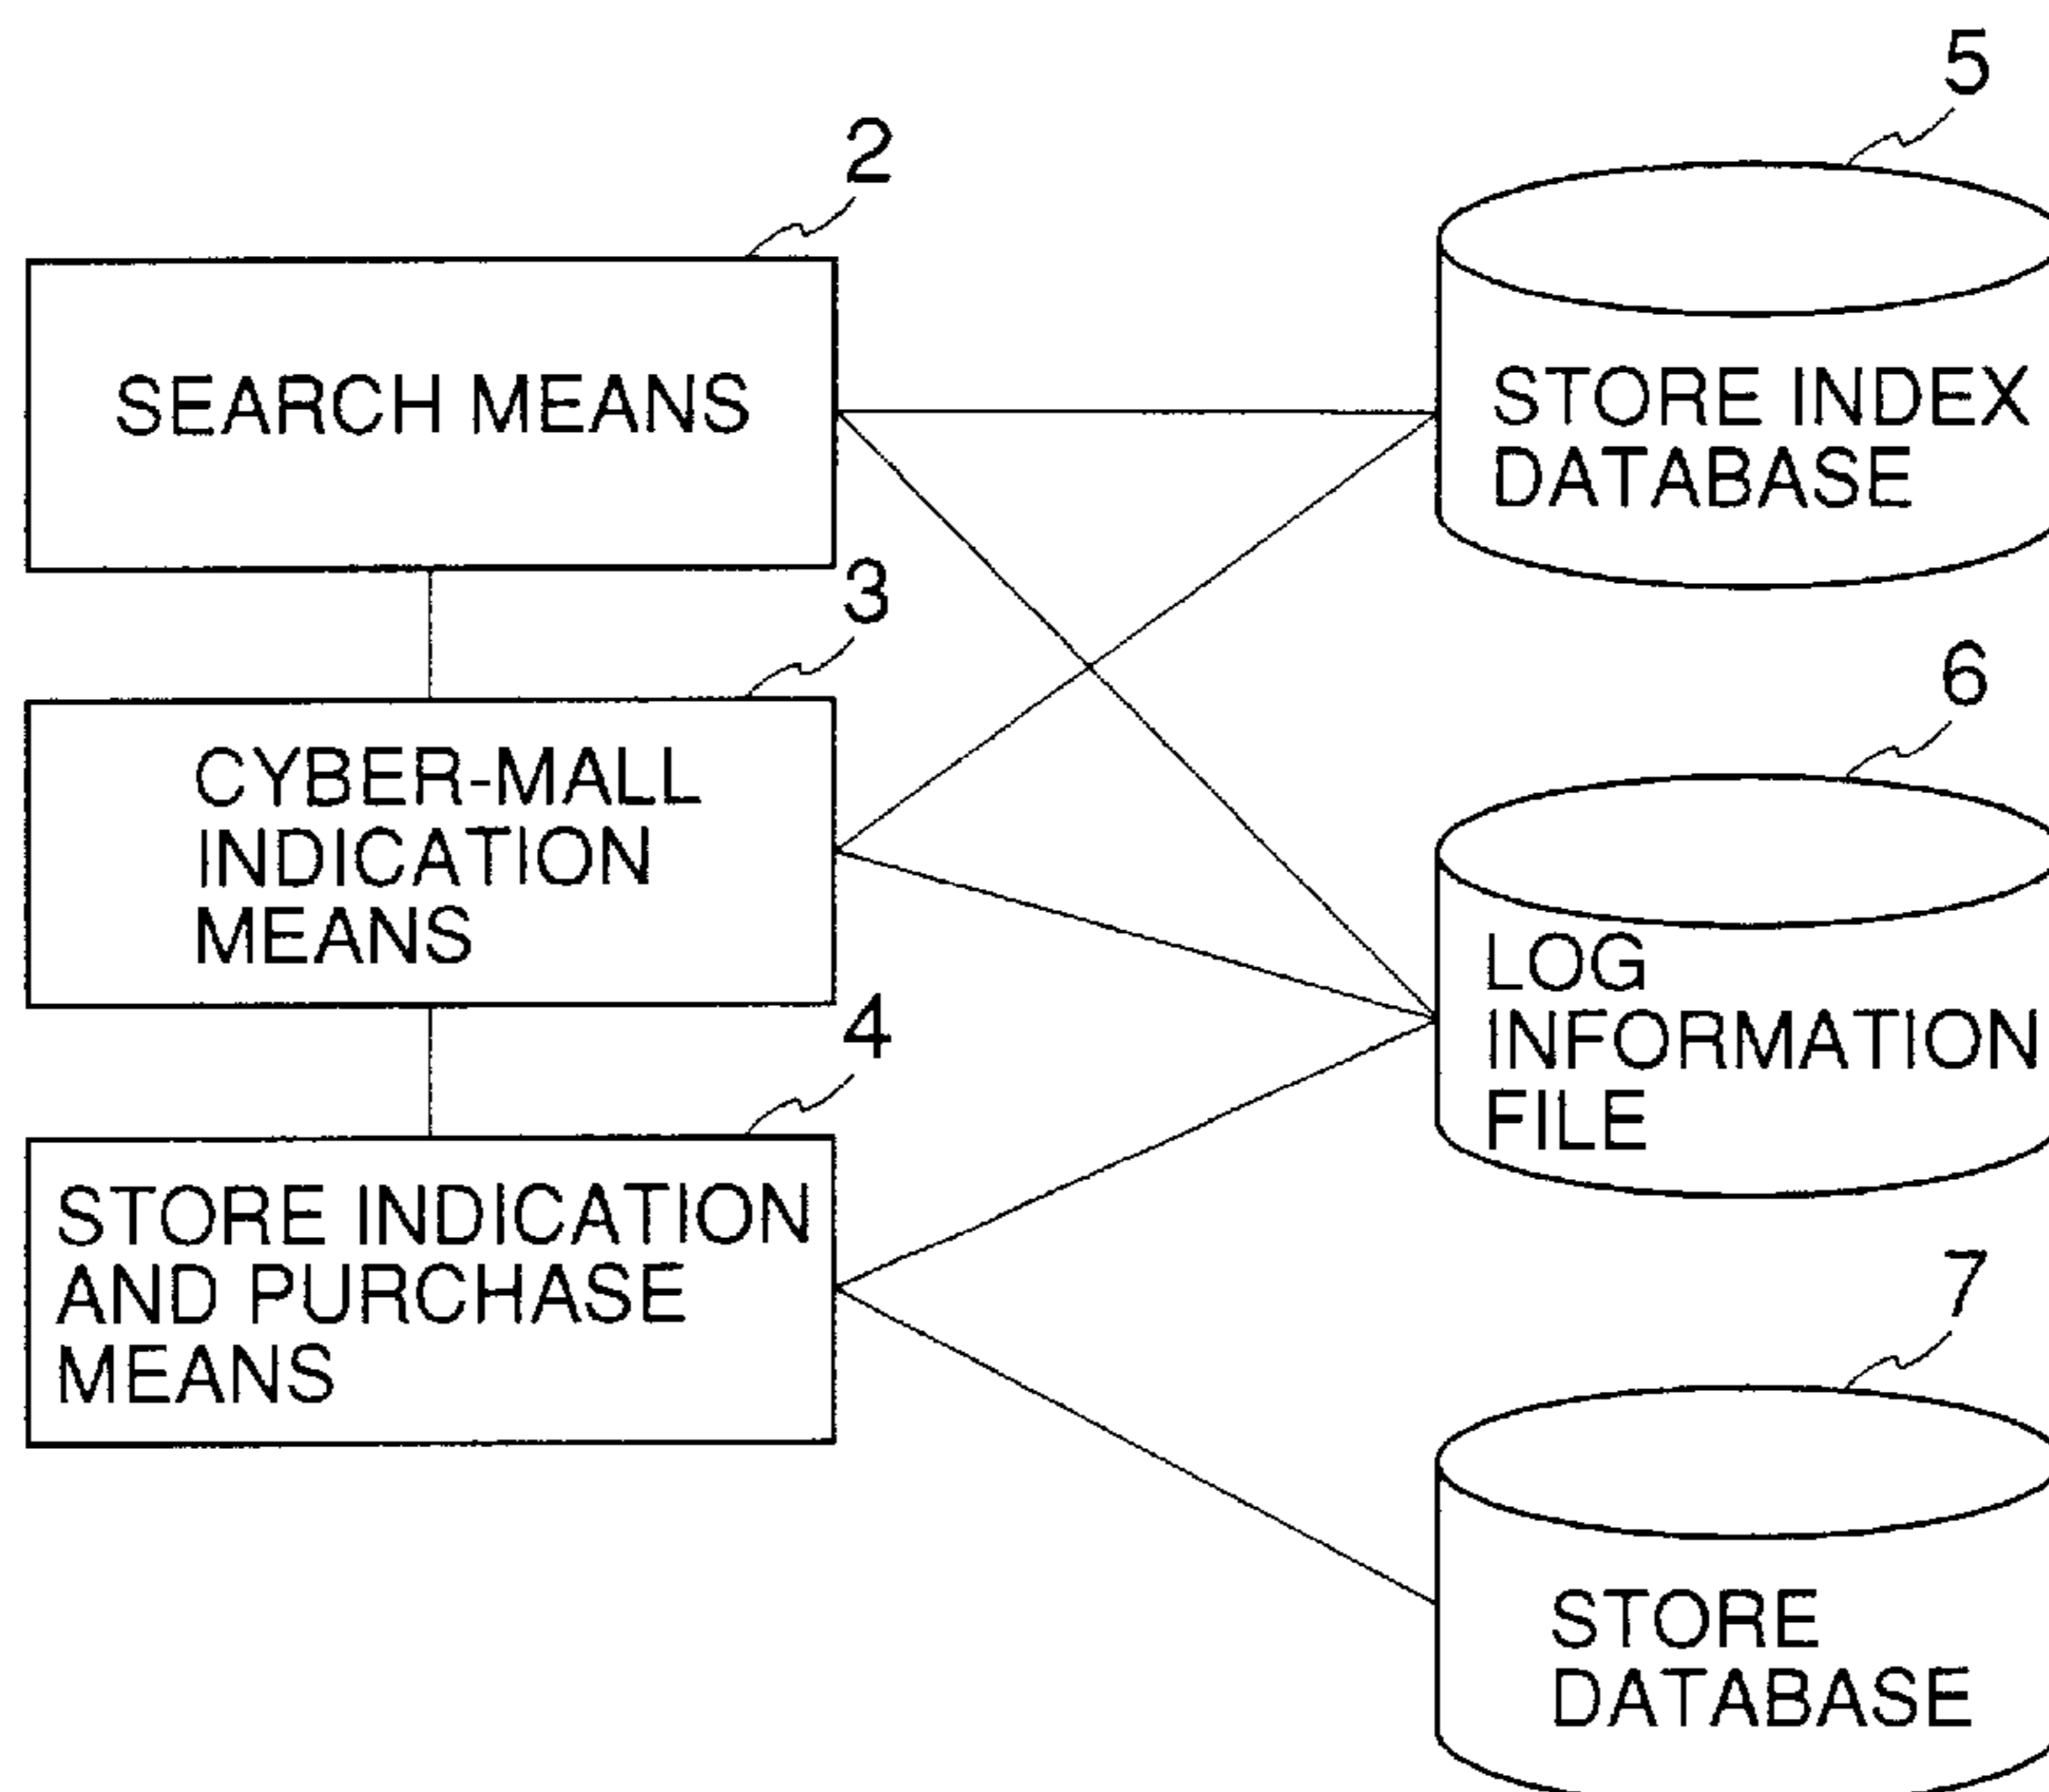 2
SEARCH MEANS
3
CYBER-MALL
INDICATION
MEANS
4
STORE INDICATION
AND PURCHASE
MEANS
5
STORE INDEX
DATABASE
6
LOG
INFORMATION
FILE
7
STORE
DATABASE